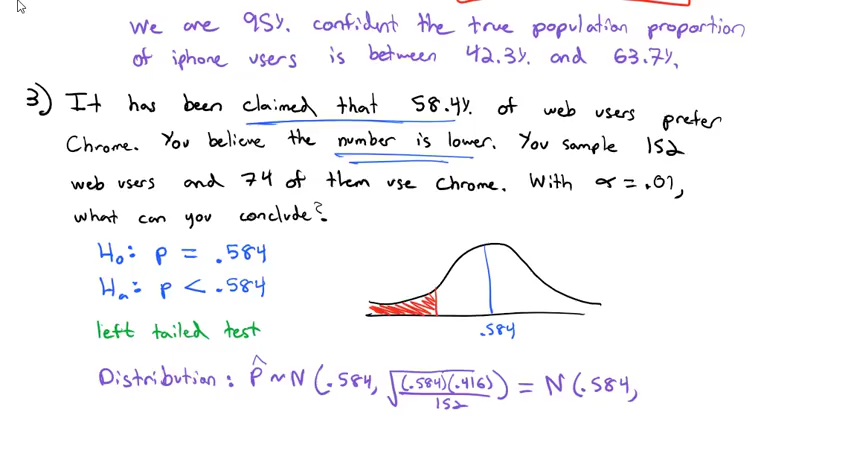 We are 95%. confident the true population proportion
of iphone users is between 42.3% and 63.7%.
3) It has been claimed that 58.4% of web users prefer
Chrome. You believe the number is lower. You sample 152
web users and 74 of them use Chrome. With α = .01,
what can you conclude?
H₀: p = .584
Hₐ: p < .584
left tailed test
.584
Distribution: P̂ ~ N (.584, √((.584)(.416)/152)) = N (.584,